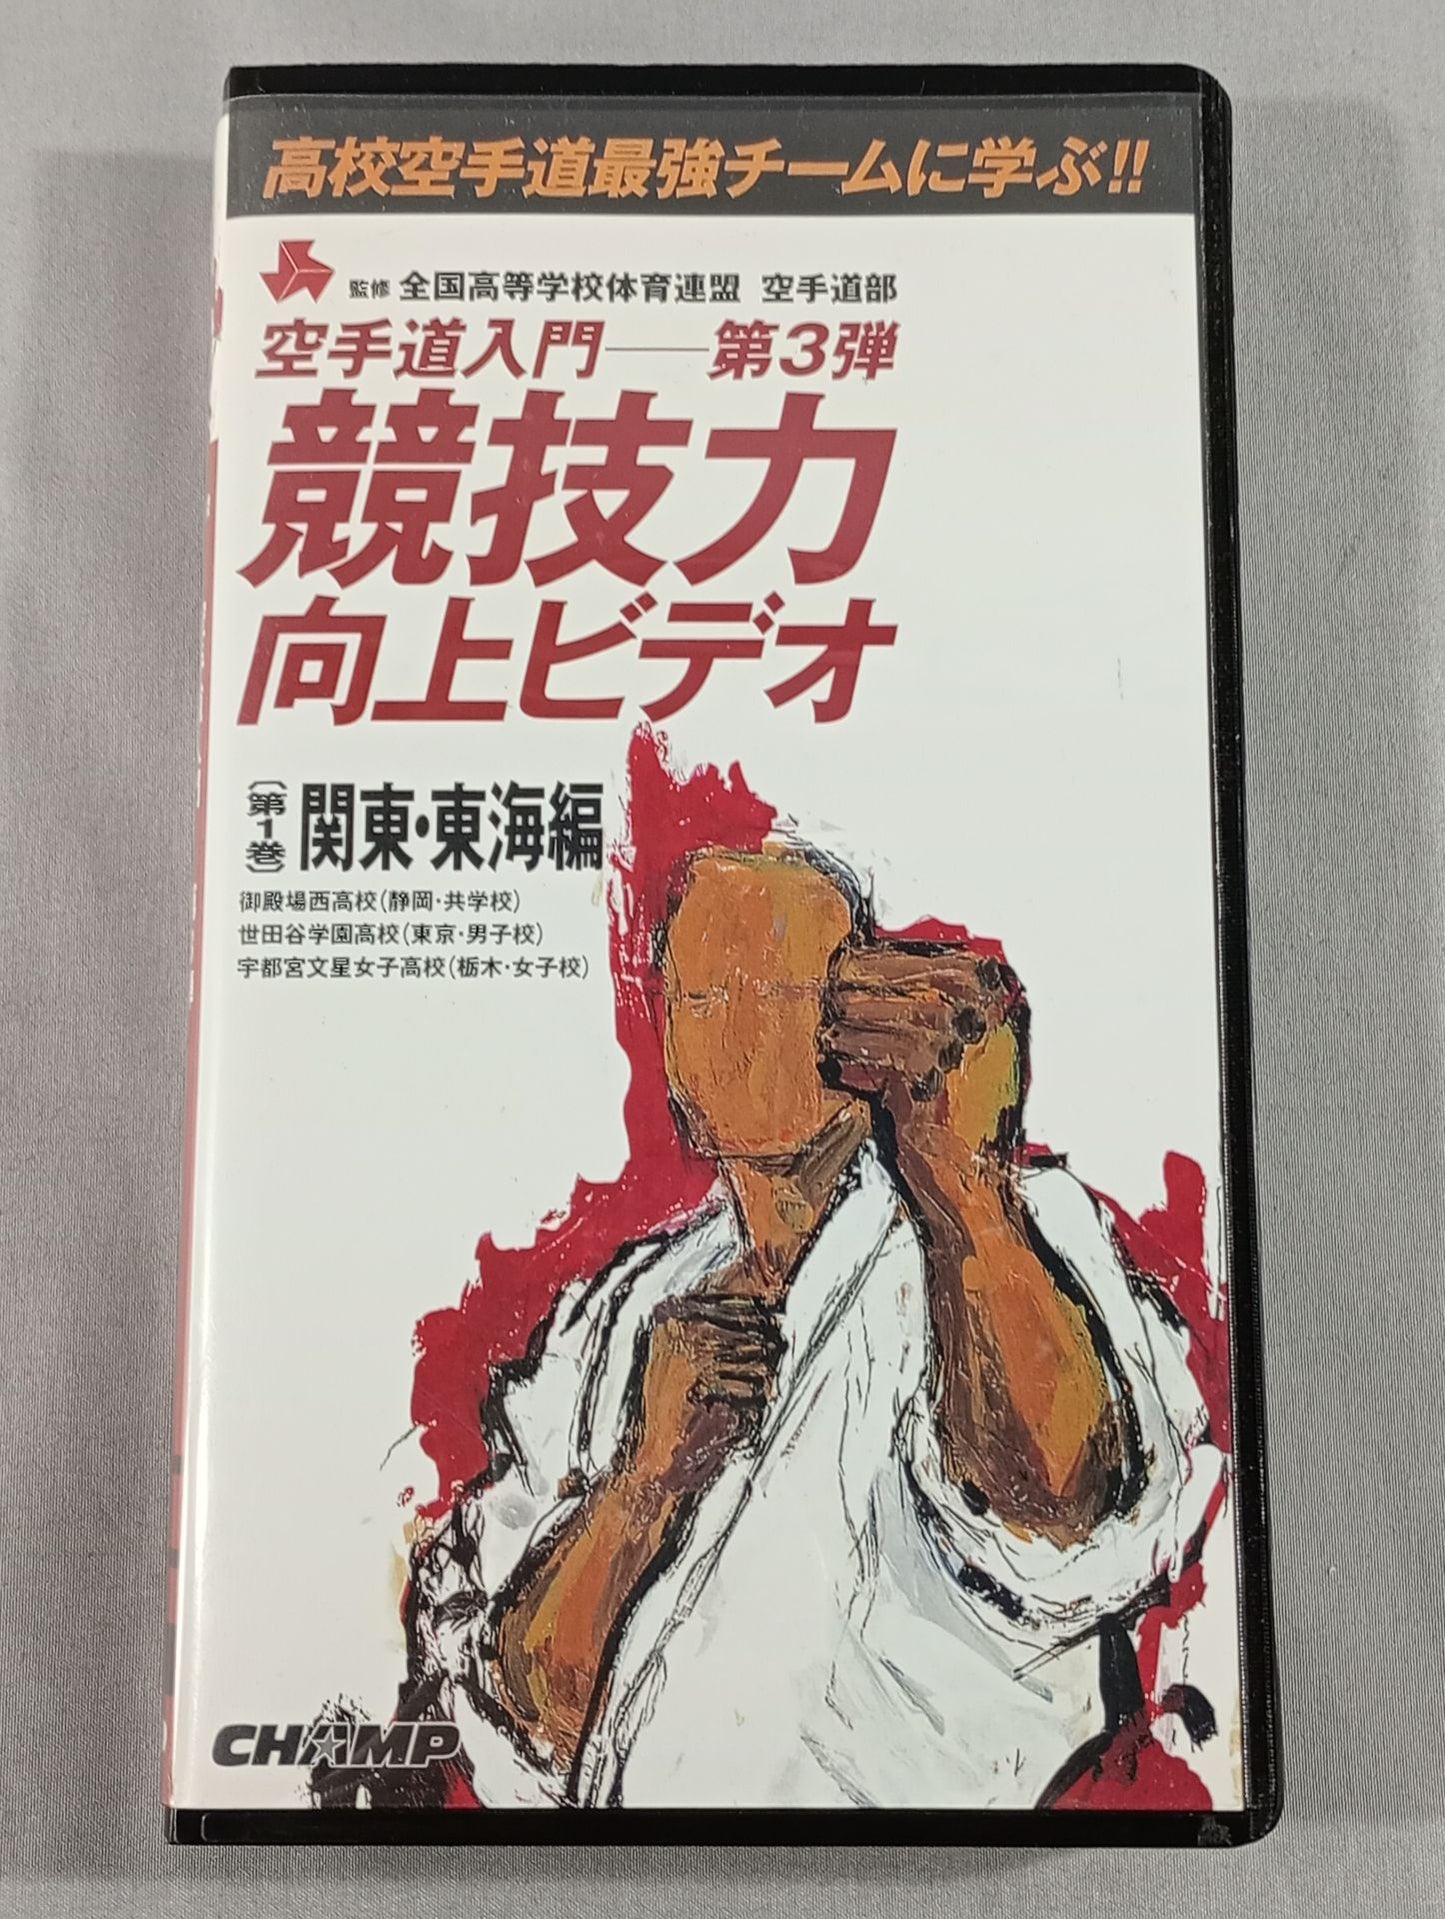 高校空手道最強チームに学ぶ!!
監修 全国高等学校体育連盟 空手道部
空手道入門──第3弾
競技力
向上ビデオ
〔第1巻〕関東・東海編
御殿場西高校(静岡・共学校)
世田谷学園高校(東京・男子校)
宇都宮文星女子高校(栃木・女子校)
CHAMP